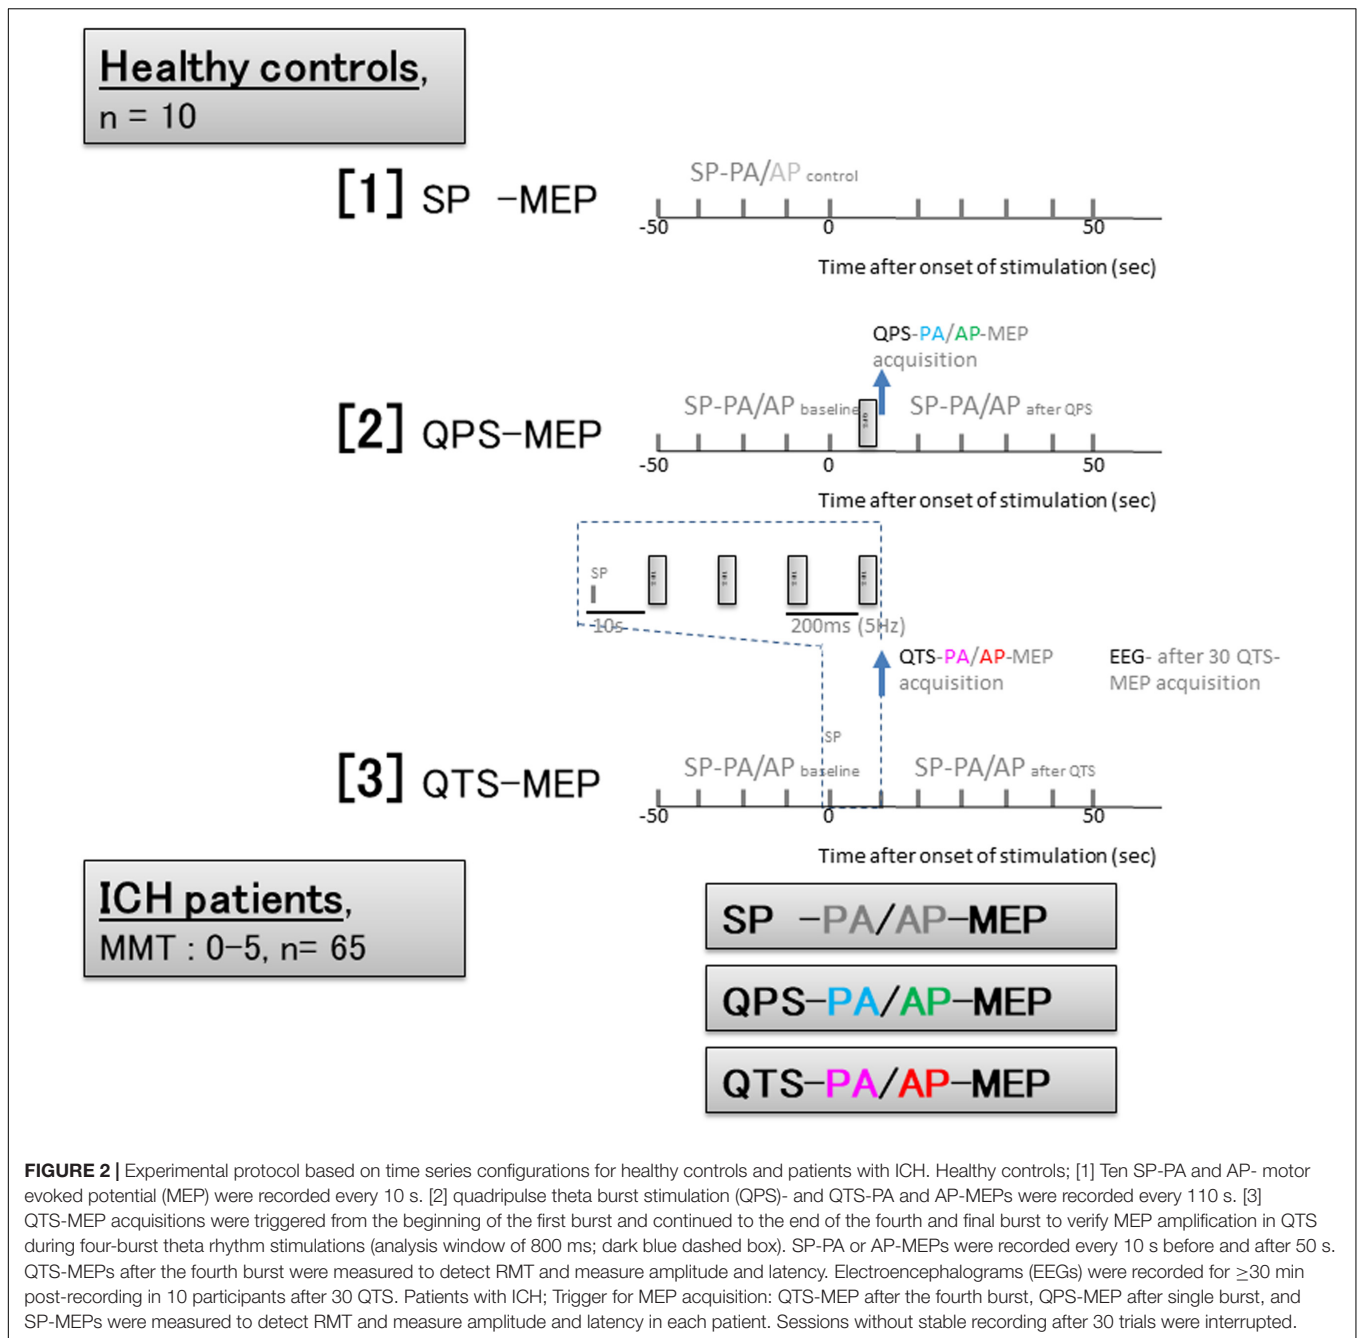 Healthy controls,
n = 10
[1] SP -MEP
SP-PA/AP control
-50 0 50
Time after onset of stimulation (sec)
QPS-PA/AP-MEP
acquisition
[2] QPS-MEP
SP-PA/AP baseline SP-PA/AP after QPS
-50 0 50
Time after onset of stimulation (sec)
SP
10s 200ms (5Hz)
QTS-PA/AP-MEP
acquisition
EEG- after 30 QTS-
MEP acquisition
SP
[3] QTS-MEP
SP-PA/AP baseline SP-PA/AP after QTS
-50 0 50
Time after onset of stimulation (sec)
ICH patients,
MMT : 0-5, n= 65
SP -PA/AP-MEP
QPS-PA/AP-MEP
QTS-PA/AP-MEP
FIGURE 2 | Experimental protocol based on time series configurations for healthy controls and patients with ICH. Healthy controls; [1] Ten SP-PA and AP- motor
evoked potential (MEP) were recorded every 10 s. [2] quadripulse theta burst stimulation (QPS)- and QTS-PA and AP-MEPs were recorded every 110 s. [3]
QTS-MEP acquisitions were triggered from the beginning of the first burst and continued to the end of the fourth and final burst to verify MEP amplification in QTS
during four-burst theta rhythm stimulations (analysis window of 800 ms; dark blue dashed box). SP-PA or AP-MEPs were recorded every 10 s before and after 50 s.
QTS-MEPs after the fourth burst were measured to detect RMT and measure amplitude and latency. Electroencephalograms (EEGs) were recorded for ≥30 min
post-recording in 10 participants after 30 QTS. Patients with ICH; Trigger for MEP acquisition: QTS-MEP after the fourth burst, QPS-MEP after single burst, and
SP-MEPs were measured to detect RMT and measure amplitude and latency in each patient. Sessions without stable recording after 30 trials were interrupted.